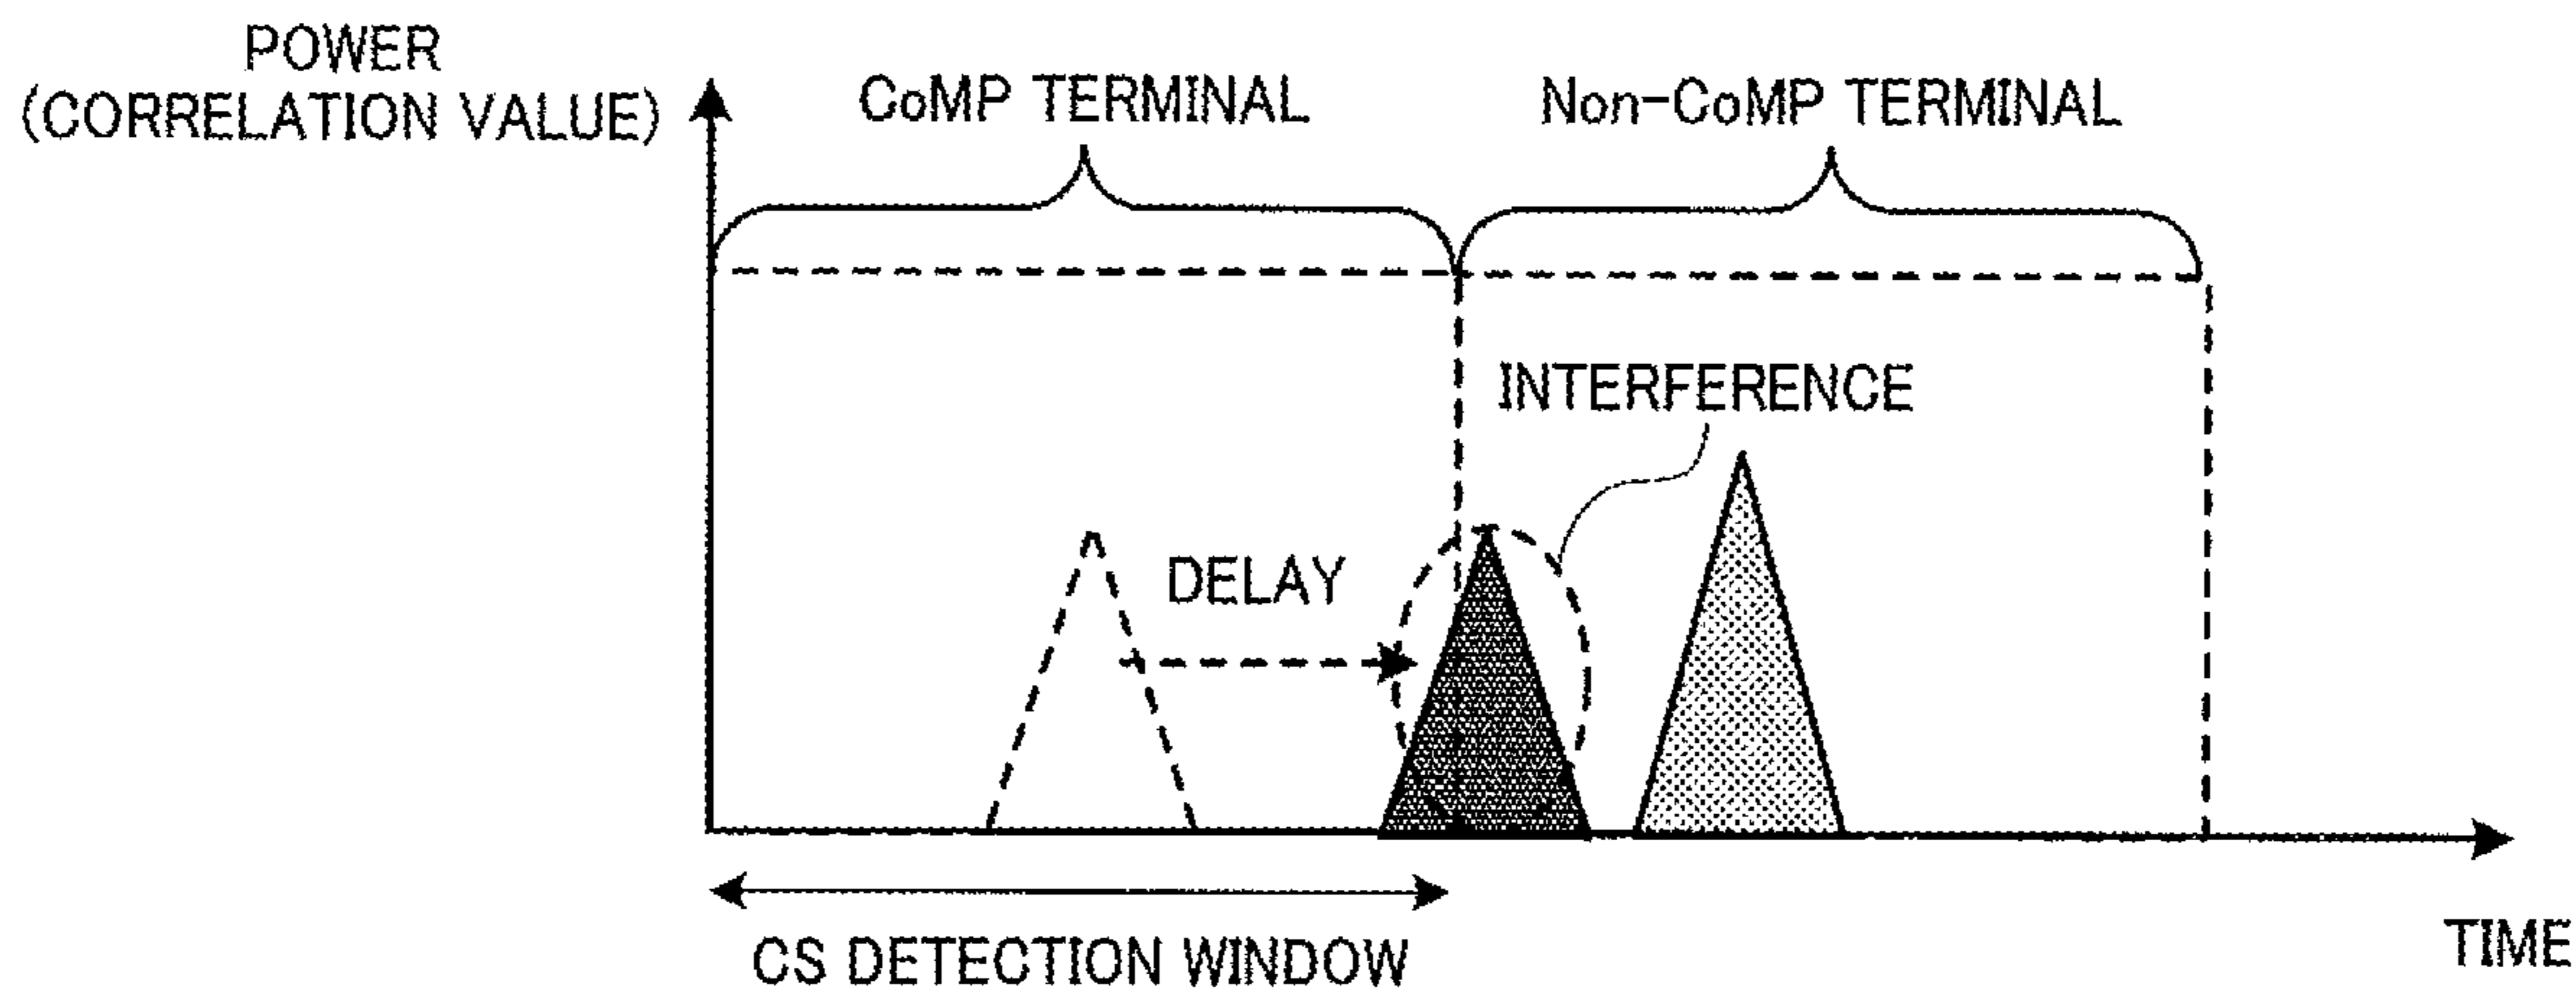 POWER
(CORRELATION VALUE)
CoMP TERMINAL
Non-CoMP TERMINAL
INTERFERENCE
DELAY
CS DETECTION WINDOW
TIME